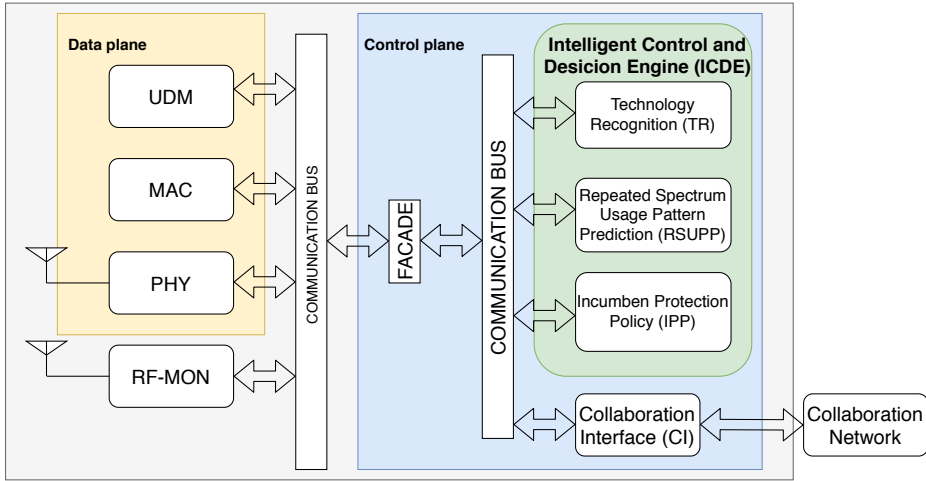 Data plane
UDM
MAC
PHY
RF-MON
COMMUNICATION BUS
Control plane
FACADE
COMMUNICATION BUS
Intelligent Control and
Desicion Engine (ICDE)
Technology
Recognition (TR)
Repeated Spectrum
Usage Pattern
Prediction (RSUPP)
Incumben Protection
Policy (IPP)
Collaboration
Interface (CI)
Collaboration
Network